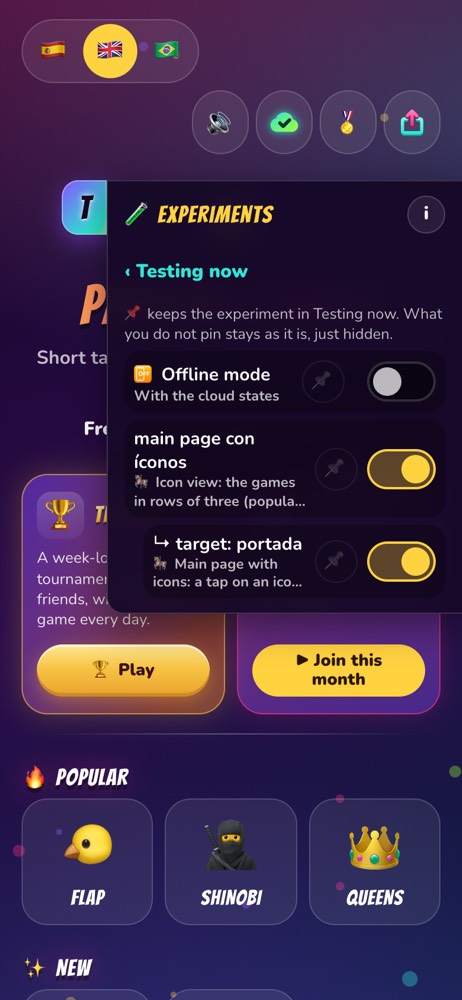 T
EXPERIMENTS
i
‹ Testing now
keeps the experiment in Testing now. What
you do not pin stays as it is, just hidden.
OFF Offline mode
With the cloud states
main page con
íconos
Icon view: the games
in rows of three (popula...
↳ target: portada
Main page with
icons: a tap on an ico...
Short ta
A week-lo
tournamen
friends, w
game every day.
Play
Join this
month
POPULAR
FLAP
SHINOBI
QUEENS
NEW